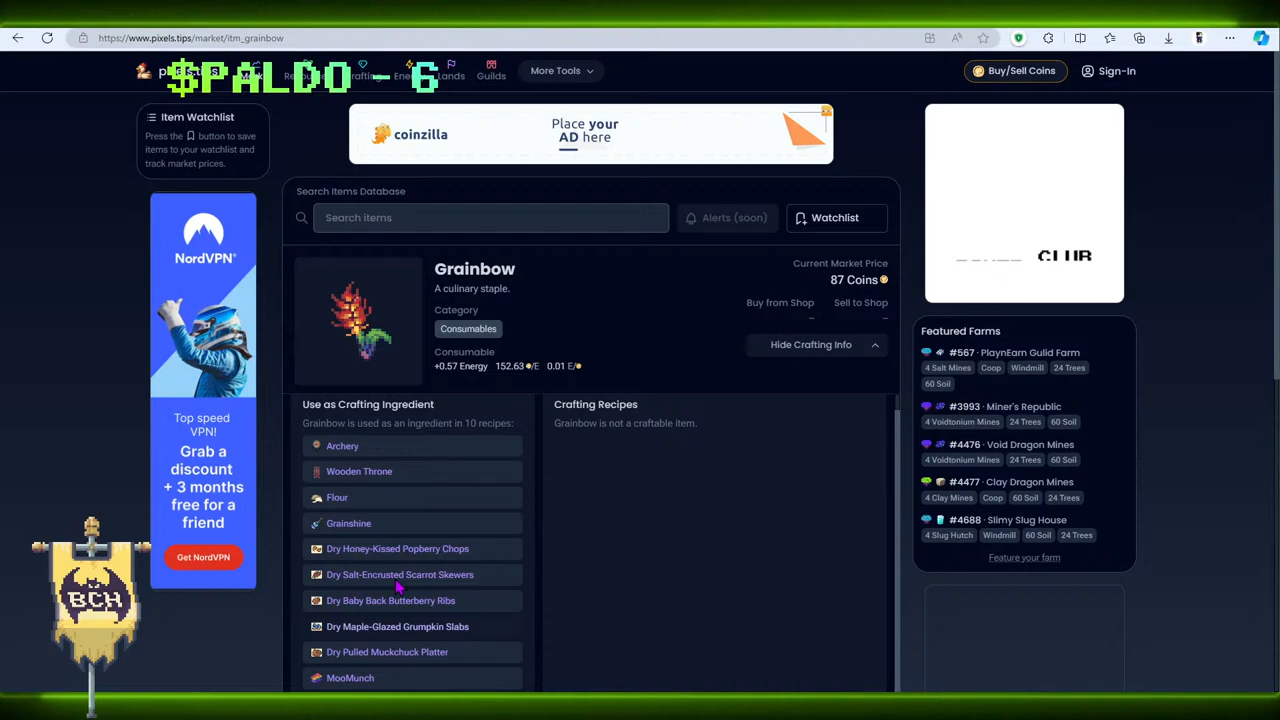 https://www.pixels.tips/market/itm_grainbow
$PALDO - 6
Lands
Guilds
More Tools
Buy/Sell Coins
Sign-In
Item Watchlist
Press the button to save
items to your watchlist and
track market prices.
coinzilla
Place your
AD here
CLUB
NordVPN®
Top speed
VPN!
Grab a
discount
+ 3 months
free for a
friend
Get NordVPN
Search Items Database
Search items
Alerts (soon)
Watchlist
Grainbow
A culinary staple.
Category
Consumables
Consumable
+0.57 Energy 152.63 /E 0.01 E/
Current Market Price
87 Coins
Buy from Shop
–
Sell to Shop
–
Hide Crafting Info
Use as Crafting Ingredient
Grainbow is used as an ingredient in 10 recipes:
Archery
Wooden Throne
Flour
Grainshine
Dry Honey-Kissed Popberry Chops
Dry Salt-Encrusted Scarrot Skewers
Dry Baby Back Butterberry Ribs
Dry Maple-Glazed Grumpkin Slabs
Dry Pulled Muckchuck Platter
MooMunch
Crafting Recipes
Grainbow is not a craftable item.
Featured Farms
#567 · PlaynEarn Guild Farm
4 Salt Mines Coop Windmill 24 Trees
60 Soil
#3993 · Miner's Republic
4 Voidtonium Mines 24 Trees 60 Soil
#4476 · Void Dragon Mines
4 Voidtonium Mines 24 Trees 60 Soil
#4477 · Clay Dragon Mines
4 Clay Mines Coop 60 Soil 24 Trees
#4688 · Slimy Slug House
4 Slug Hutch Windmill 60 Soil 24 Trees
Feature your farm
BCH